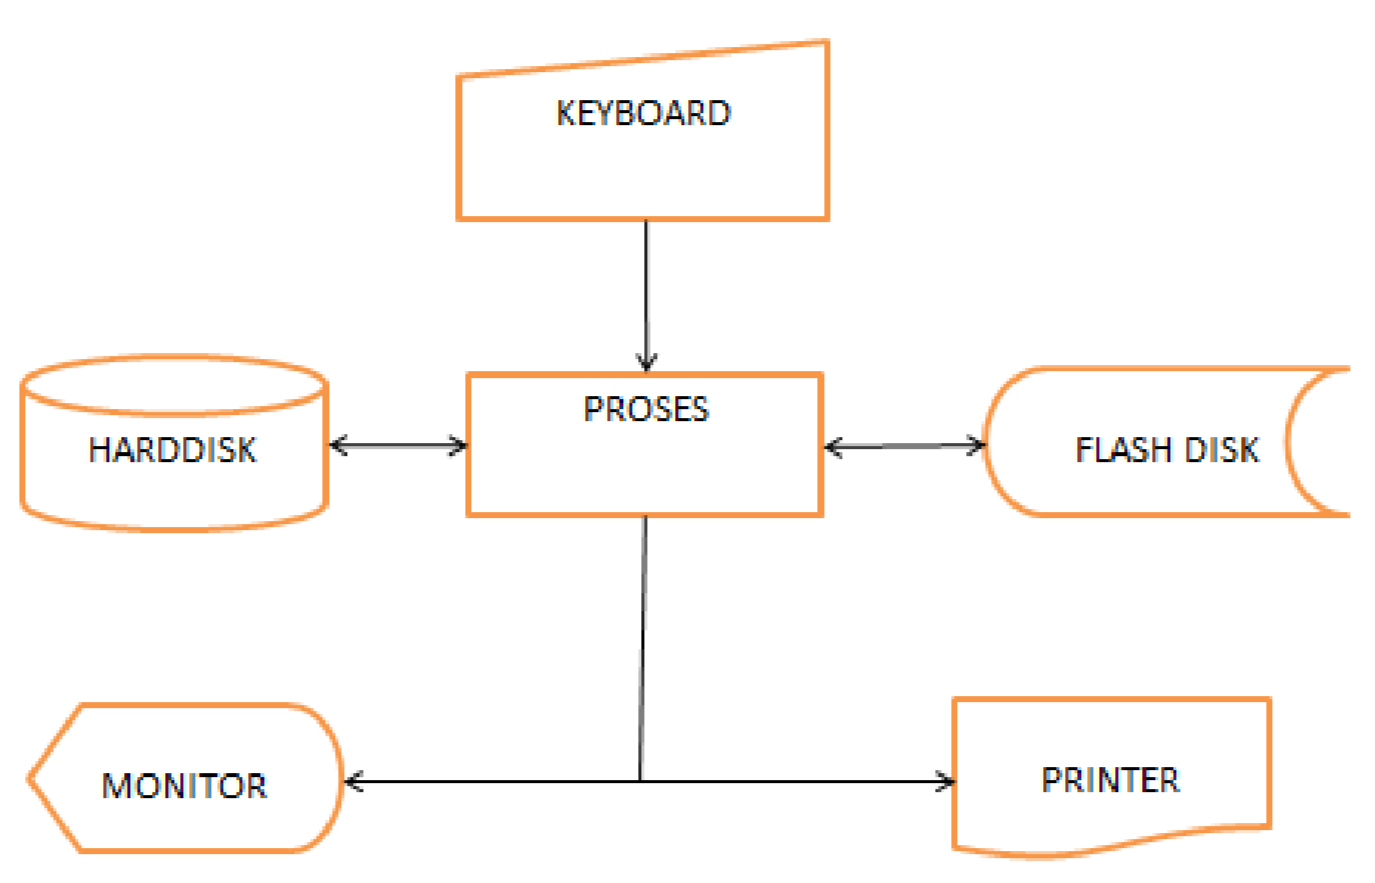 KEYBOARD
HARDDISK
PROSES
FLASH DISK
MONITOR
PRINTER